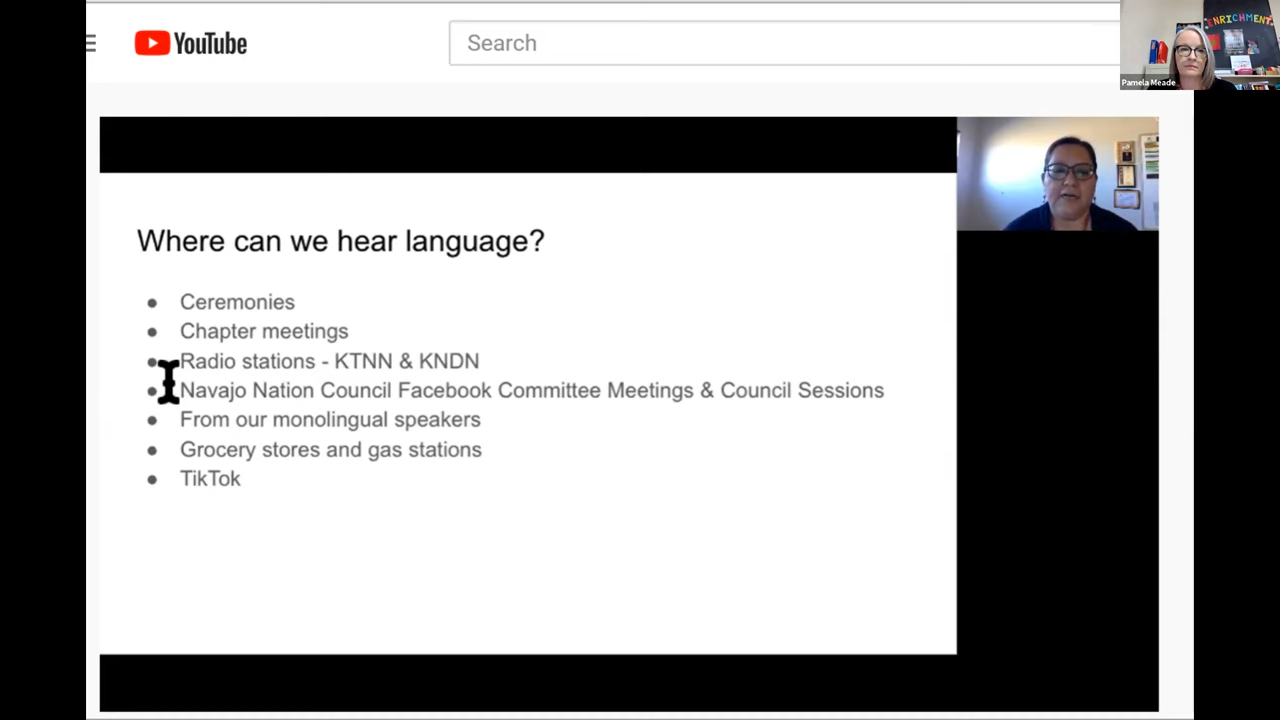 YouTube
Search
ENRICHMENT
Pamela Meade
Where can we hear language?
● Ceremonies
● Chapter meetings
● Radio stations - KTNN & KNDN
● Navajo Nation Council Facebook Committee Meetings & Council Sessions
● From our monolingual speakers
● Grocery stores and gas stations
● TikTok